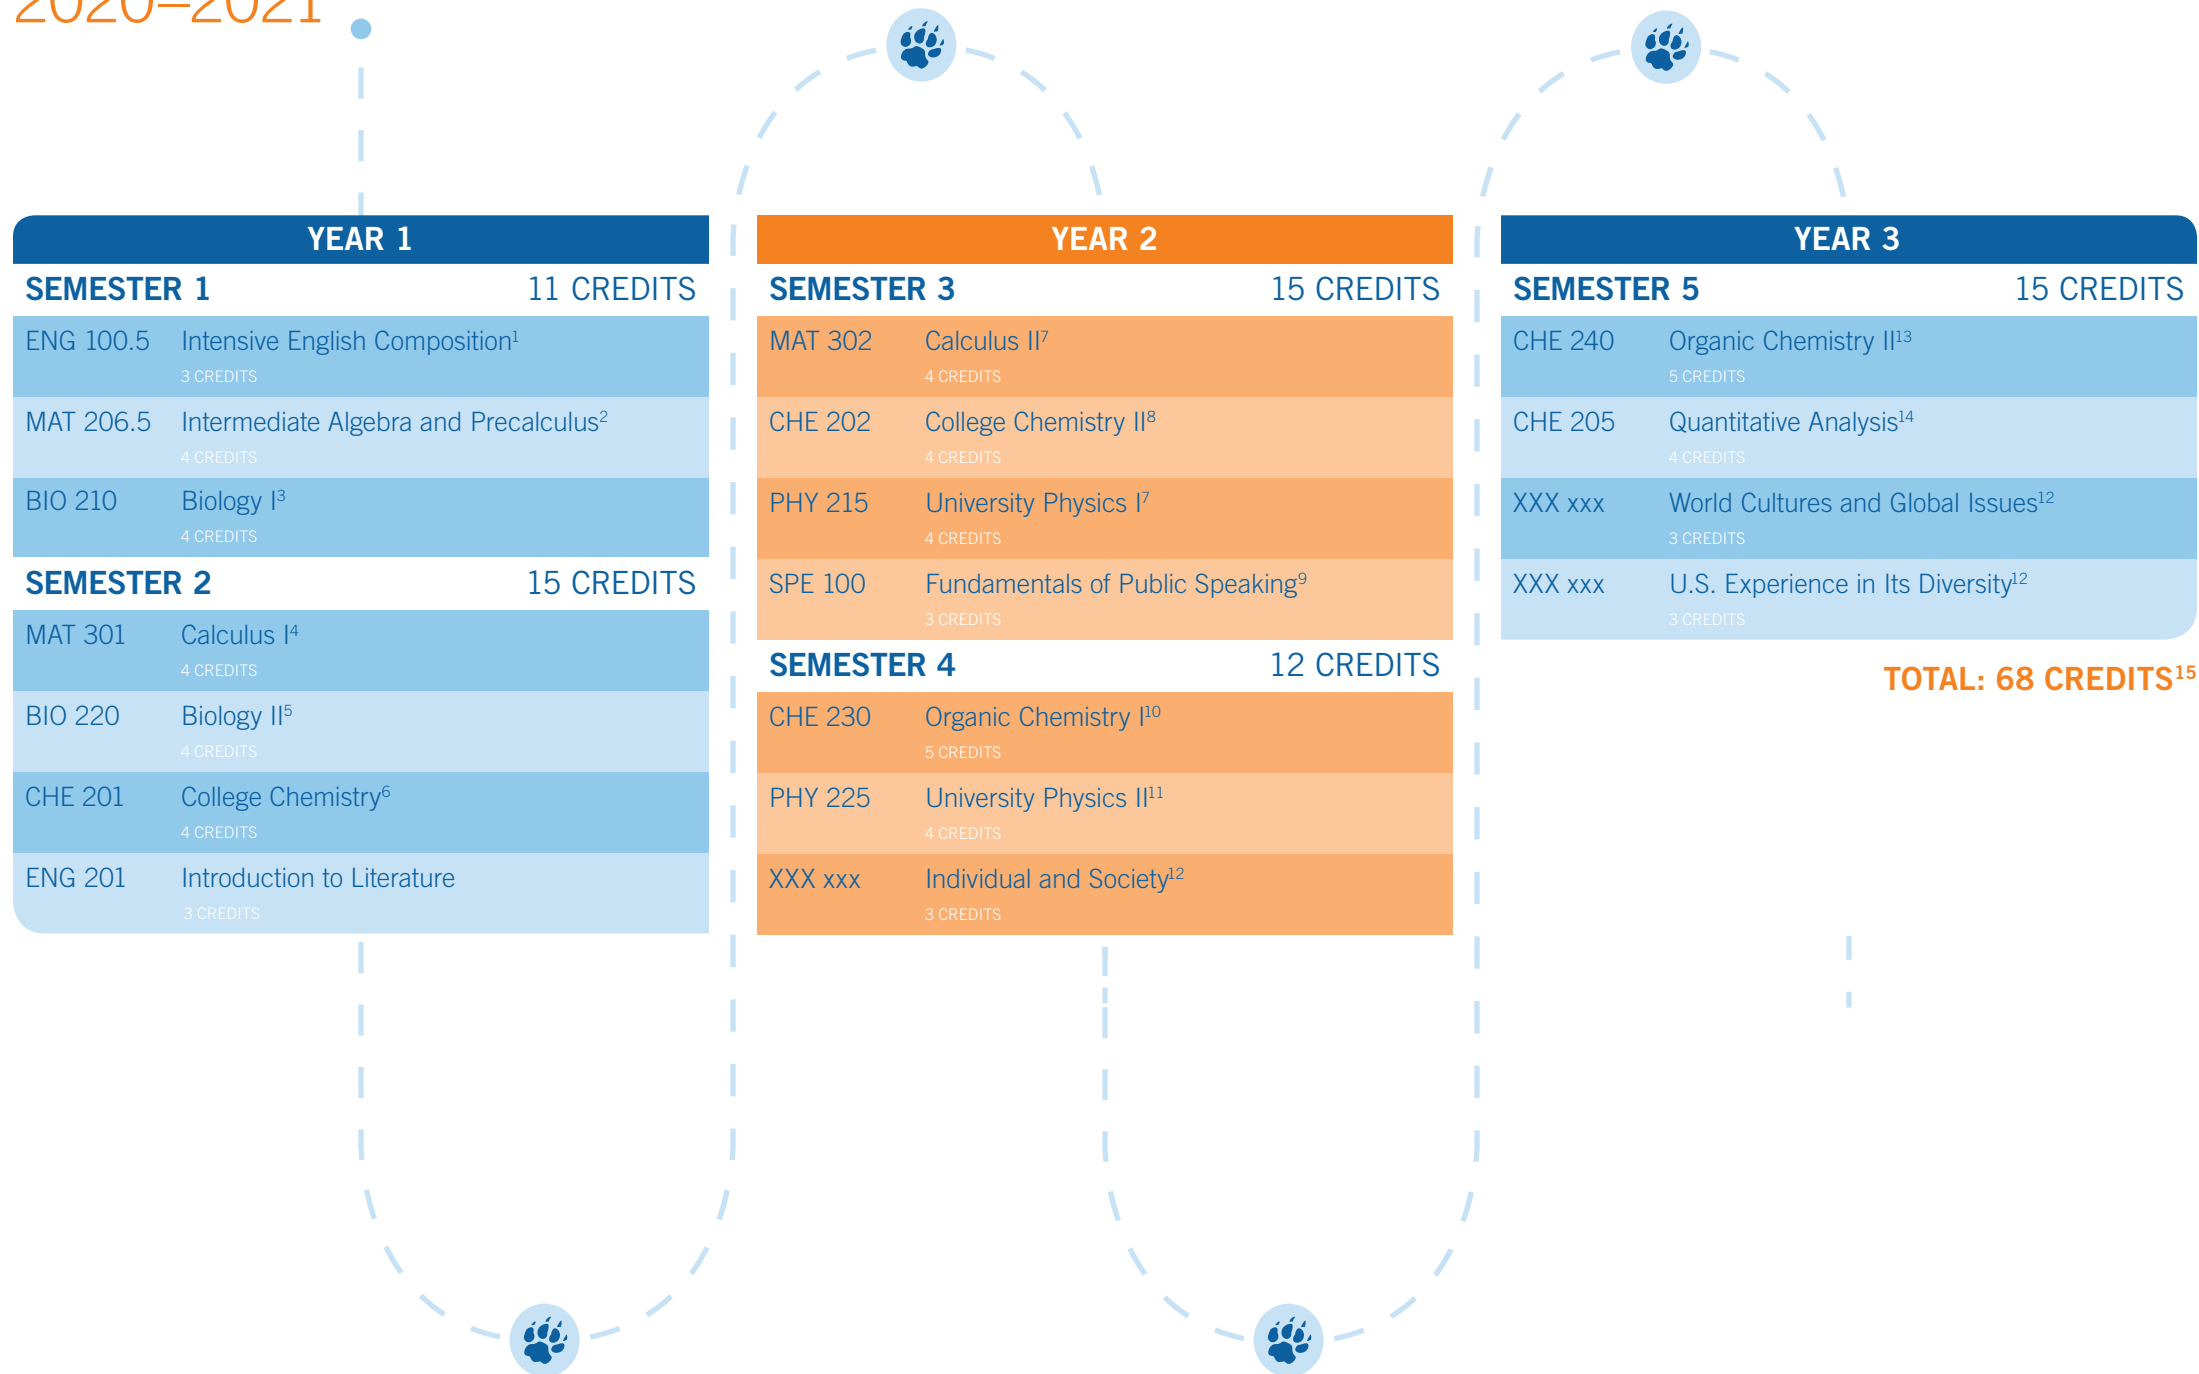 2020–2021
YEAR 1
SEMESTER 1 11 CREDITS
ENG 100.5 Intensive English Composition¹
3 CREDITS
MAT 206.5 Intermediate Algebra and Precalculus²
4 CREDITS
BIO 210 Biology I³
4 CREDITS
SEMESTER 2 15 CREDITS
MAT 301 Calculus I⁴
4 CREDITS
BIO 220 Biology II⁵
4 CREDITS
CHE 201 College Chemistry⁶
4 CREDITS
ENG 201 Introduction to Literature
3 CREDITS
YEAR 2
SEMESTER 3 15 CREDITS
MAT 302 Calculus II⁷
4 CREDITS
CHE 202 College Chemistry II⁸
4 CREDITS
PHY 215 University Physics I⁷
4 CREDITS
SPE 100 Fundamentals of Public Speaking⁹
3 CREDITS
SEMESTER 4 12 CREDITS
CHE 230 Organic Chemistry I¹⁰
5 CREDITS
PHY 225 University Physics II¹¹
4 CREDITS
XXX xxx Individual and Society¹²
3 CREDITS
YEAR 3
SEMESTER 5 15 CREDITS
CHE 240 Organic Chemistry II¹³
5 CREDITS
CHE 205 Quantitative Analysis¹⁴
4 CREDITS
XXX xxx World Cultures and Global Issues¹²
3 CREDITS
XXX xxx U.S. Experience in Its Diversity¹²
3 CREDITS
TOTAL: 68 CREDITS¹⁵